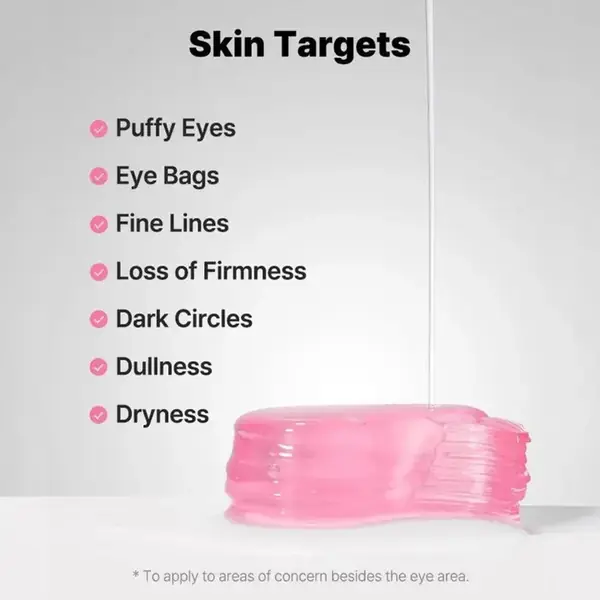 Skin Targets
Puffy Eyes
Eye Bags
Fine Lines
Loss of Firmness
Dark Circles
Dullness
Dryness
* To apply to areas of concern besides the eye area.